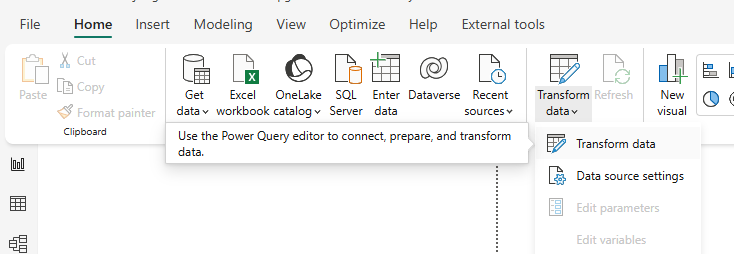 File Home Insert Modeling View Optimize Help External tools
Paste
Cut
Copy
Format painter
Clipboard
Get
data
Excel
workbook
OneLake
catalog
SQL
Server
Enter
data
Dataverse
Recent
sources
Transform
data
Refresh
New
visual
Use the Power Query editor to connect, prepare, and transform
data.
Transform data
Data source settings
Edit parameters
Edit variables